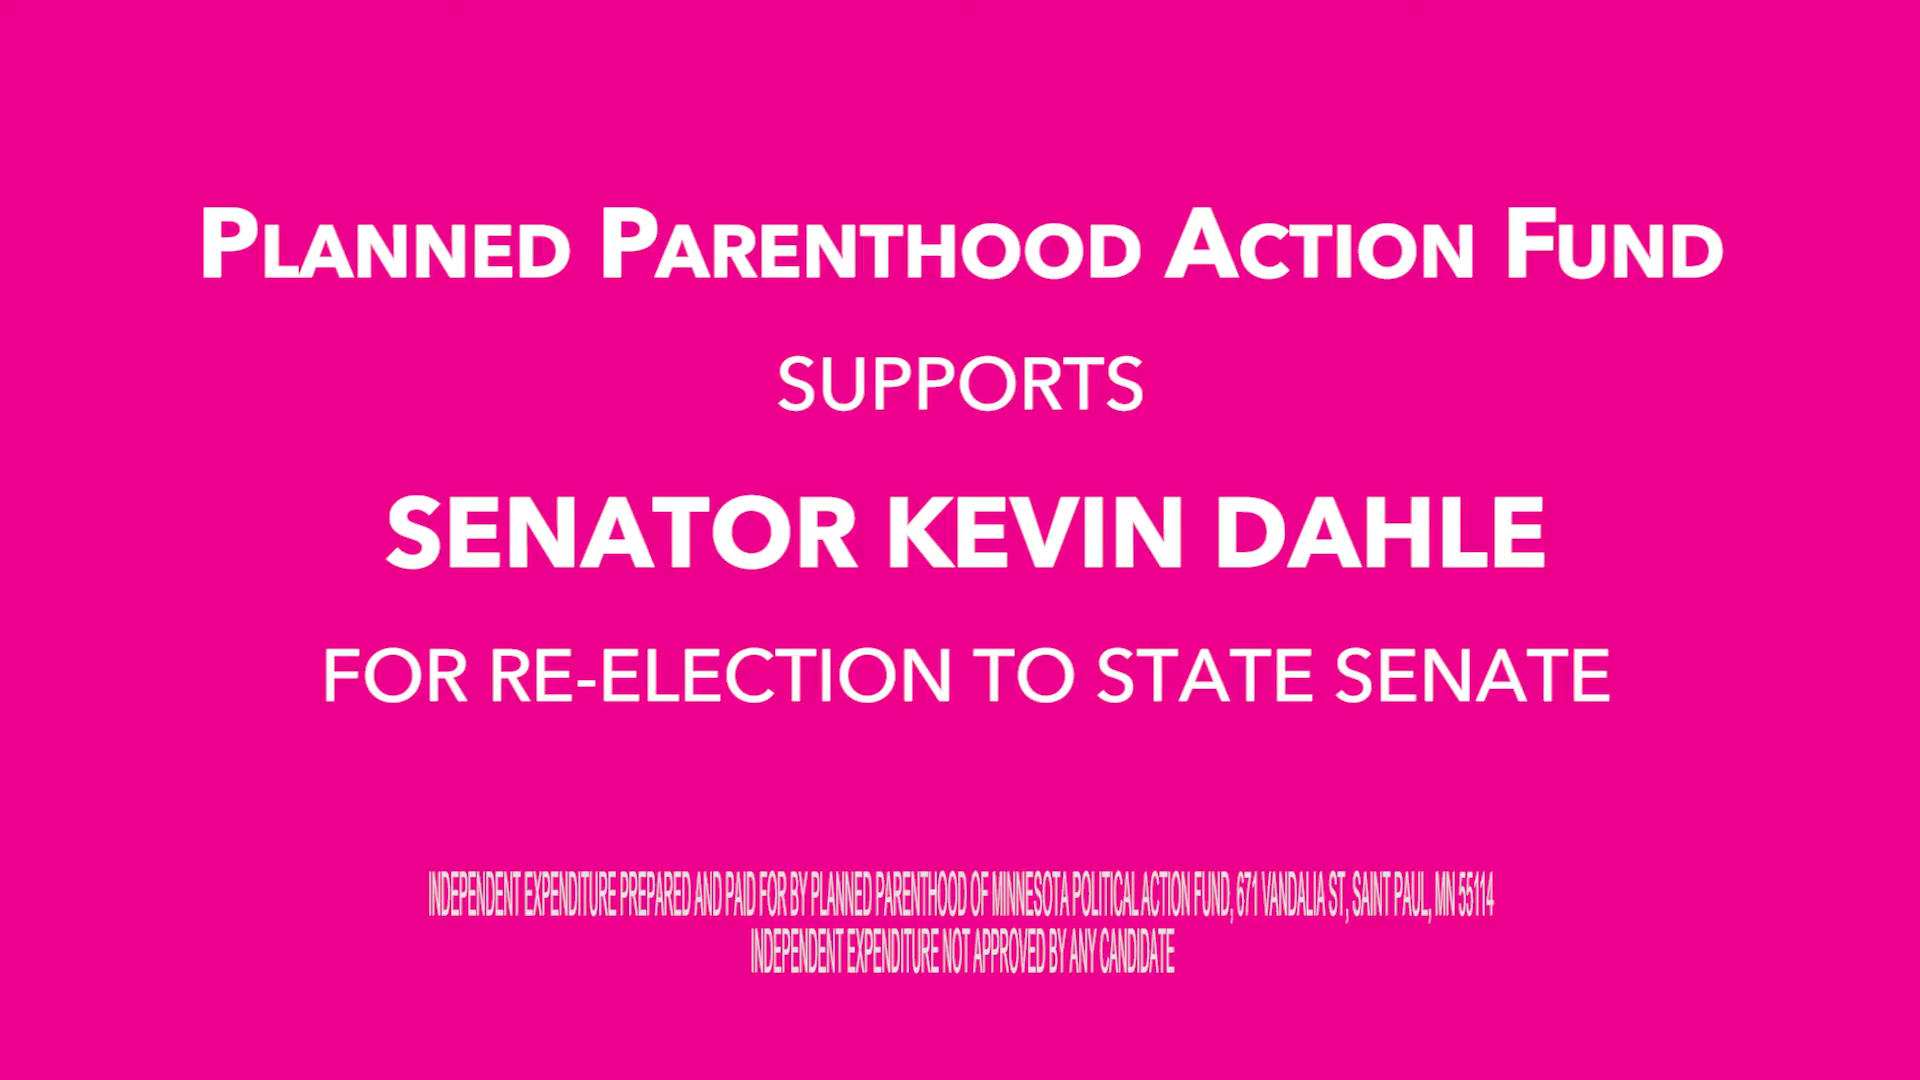 PLANNED PARENTHOOD ACTION FUND
SUPPORTS
SENATOR KEVIN DAHLE
FOR RE-ELECTION TO STATE SENATE
INDEPENDENT EXPENDITURE PREPARED AND PAID FOR BY PLANNED PARENTHOOD OF MINNESOTA POLITICAL ACTION FUND, 671 VANDALIA ST, SAINT PAUL, MN 55114
INDEPENDENT EXPENDITURE NOT APPROVED BY ANY CANDIDATE